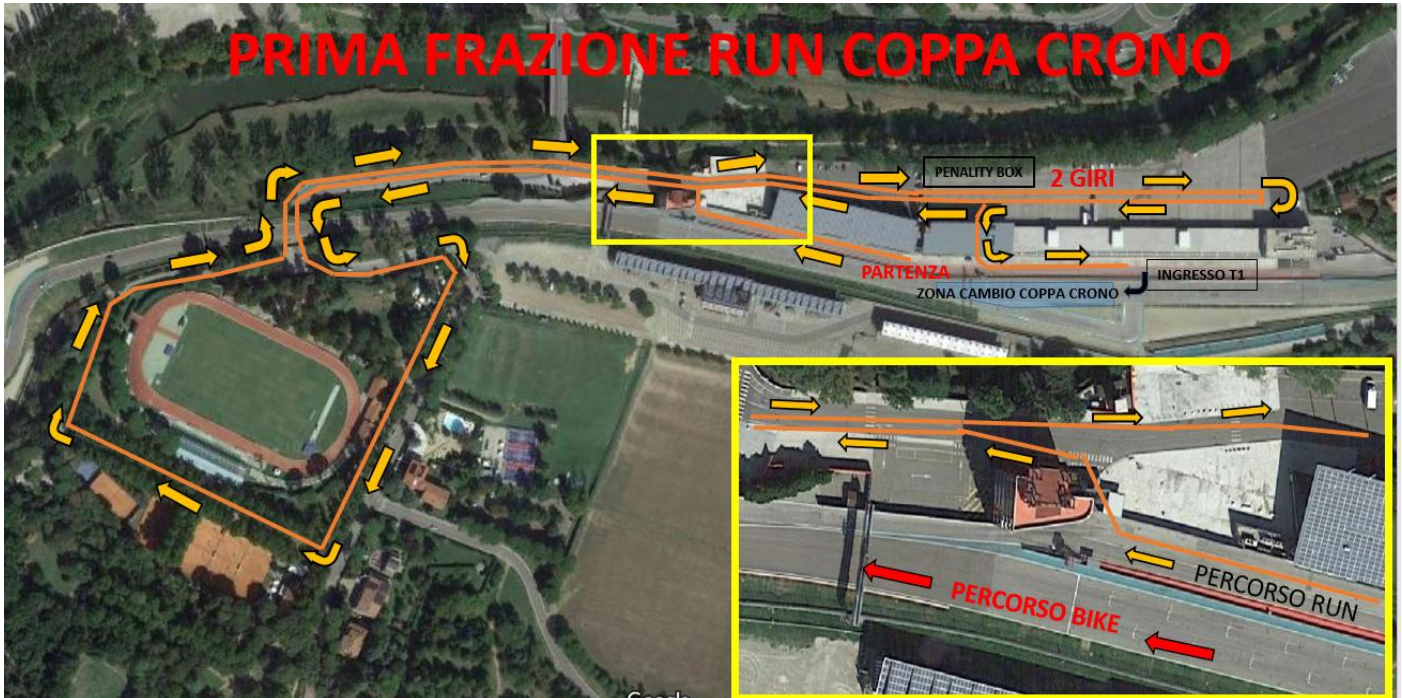 PRIMA FRAZIONE RUN COPPA CRONO
PENALITY BOX
2 GIRI
PARTENZA
INGRESSO T1
ZONA CAMBIO COPPA CRONO
PERCORSO RUN
PERCORSO BIKE
Google